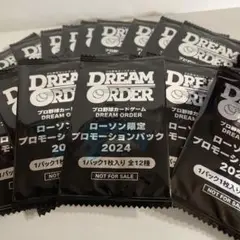 DREAM
ORDER
プロ野球カードゲーム
DREAM ORDER
ローソン限定
プロモーションパック
2024
1パック1枚入り 全12種
NOT FOR SALE